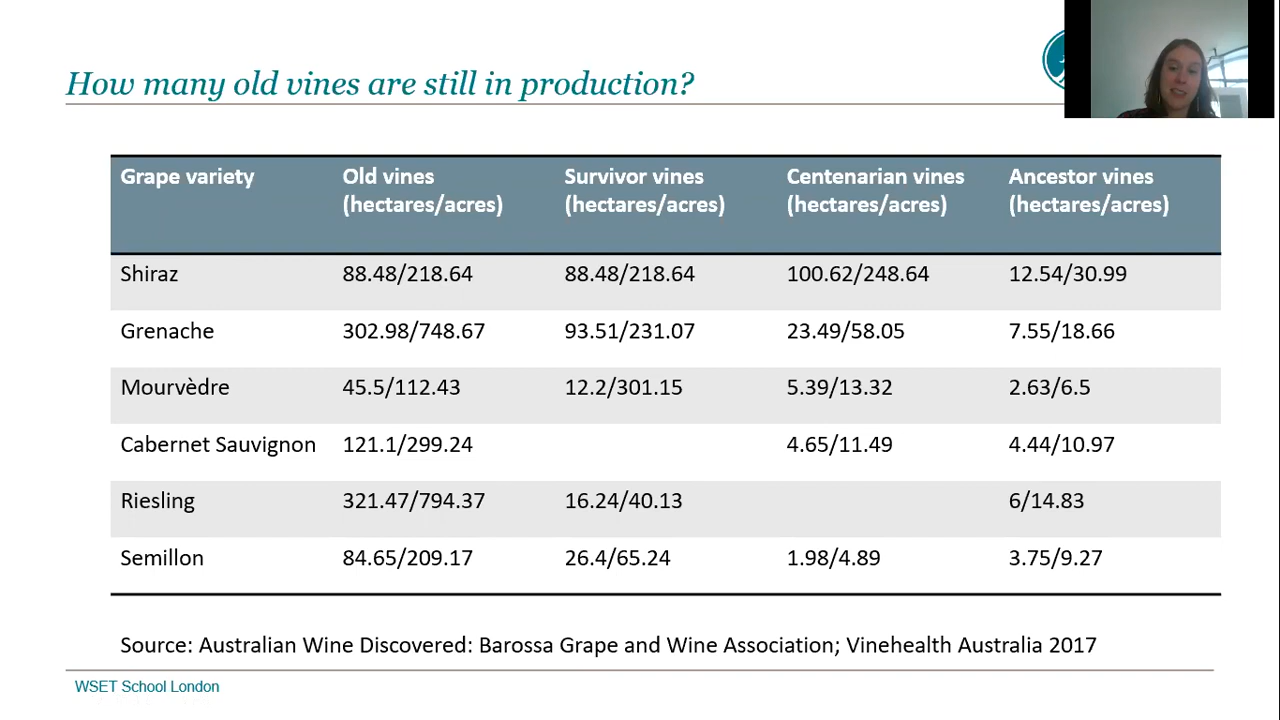 How many old vines are still in production?
Grape variety Old vines (hectares/acres) Survivor vines (hectares/acres) Centenarian vines (hectares/acres) Ancestor vines (hectares/acres)
Shiraz 88.48/218.64 88.48/218.64 100.62/248.64 12.54/30.99
Grenache 302.98/748.67 93.51/231.07 23.49/58.05 7.55/18.66
Mourvèdre 45.5/112.43 12.2/301.15 5.39/13.32 2.63/6.5
Cabernet Sauvignon 121.1/299.24 4.65/11.49 4.44/10.97
Riesling 321.47/794.37 16.24/40.13 6/14.83
Semillon 84.65/209.17 26.4/65.24 1.98/4.89 3.75/9.27
Source: Australian Wine Discovered: Barossa Grape and Wine Association; Vinehealth Australia 2017
WSET School London